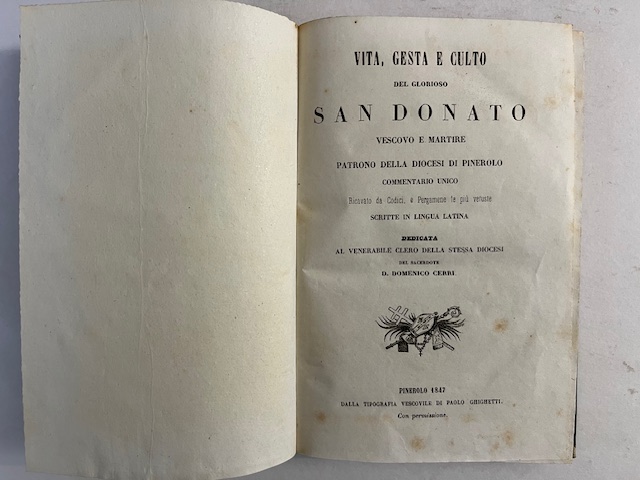 VITA, GESTA E CULTO
DEL GLORIOSO
SAN DONATO
VESCOVO E MARTIRE
PATRONO DELLA DIOCESI DI PINEROLO
COMMENTARIO UNICO
Ricavato da Codici, e Pergamene le più vetuste
SCRITTE IN LINGUA LATINA
DEDICATA
AL VENERABILE CLERO DELLA STESSA DIOCESI
DEL SACERDOTE
D. DOMENICO CERRI
PINEROLO 1847
DALLA TIPOGRAFIA VESCOVILE DI PAOLO GHIGHETTI.
Con permissione.